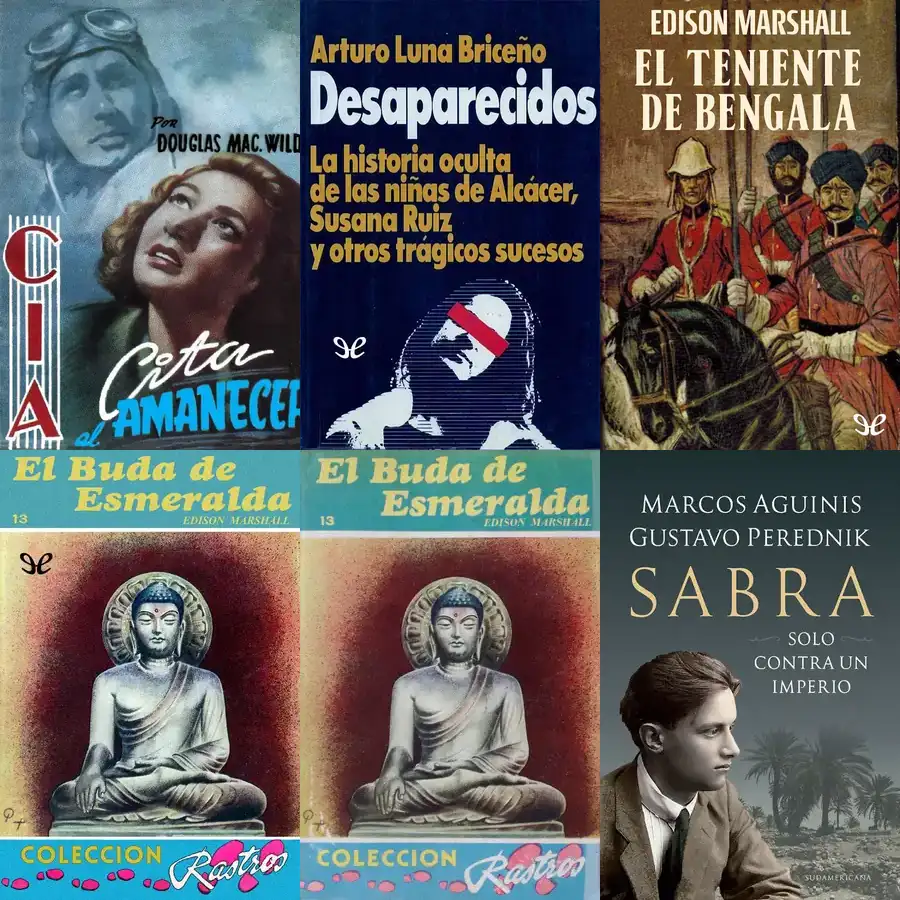 Por
DOUGLAS MAC. WILD
CIA
Cita
al AMANECER
Arturo Luna Briceño
Desaparecidos
La historia oculta
de las niñas de Alcácer,
Susana Ruiz
y otros trágicos sucesos
EDISON MARSHALL
EL TENIENTE
DE BENGALA
El Buda de
Esmeralda
13
EDISON MARSHALL
COLECCION Rastros
El Buda de
Esmeralda
13
EDISON MARSHALL
COLECCION Rastros
MARCOS AGUINIS
GUSTAVO PEREDNIK
SABRA
SOLO
CONTRA UN
IMPERIO
SUDAMERICANA